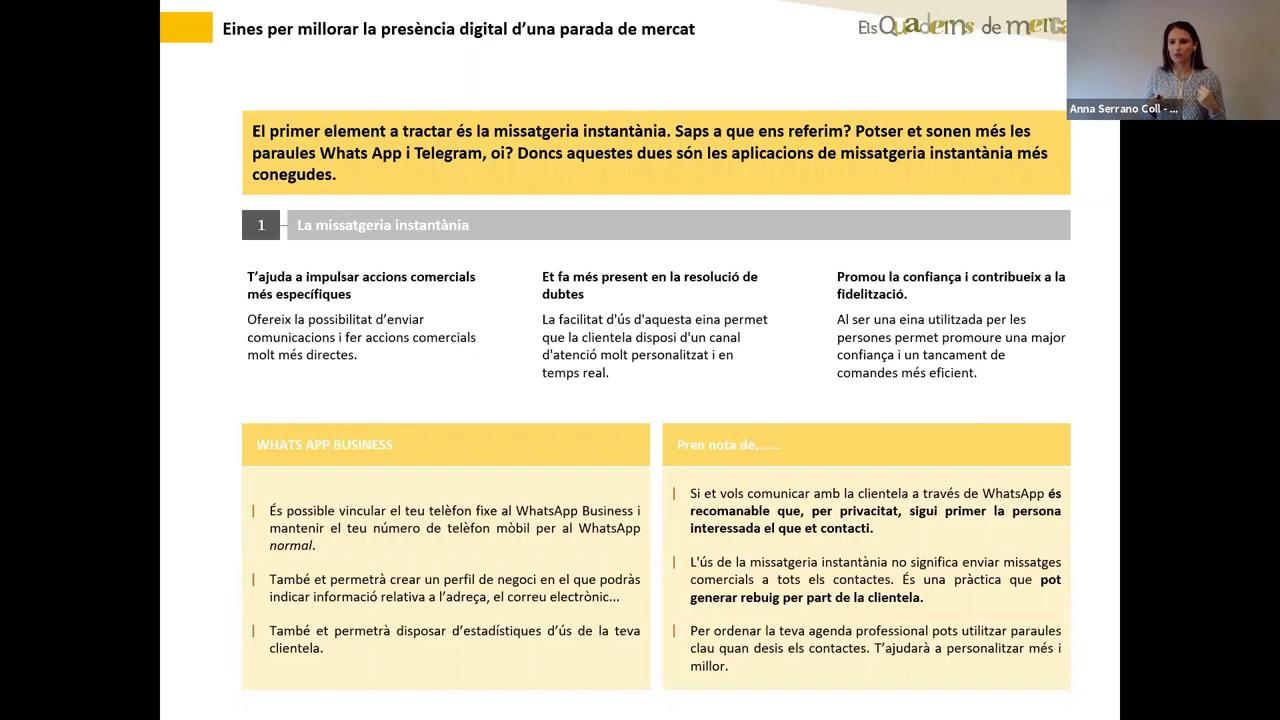 Eines per millorar la presència digital d’una parada de mercat
Els Quaderns de merca
Anna Serrano Coll - ...
El primer element a tractar és la missatgeria instantània. Saps a que ens referim? Potser et sonen més les
paraules Whats App i Telegram, oi? Doncs aquestes dues són les aplicacions de missatgeria instantània més
conegudes.
1
La missatgeria instantània
T’ajuda a impulsar accions comercials
més específiques
Ofereix la possibilitat d’enviar
comunicacions i fer accions comercials
molt més directes.
Et fa més present en la resolució de
dubtes
La facilitat d'ús d'aquesta eina permet
que la clientela disposi d'un canal
d'atenció molt personalitzat i en
temps real.
Promou la confiança i contribueix a la
fidelització.
Al ser una eina utilitzada per les
persones permet promoure una major
confiança i un tancament de
comandes més eficient.
WHATS APP BUSINESS
És possible vincular el teu telèfon fixe al WhatsApp Business i
mantenir el teu número de telèfon mòbil per al WhatsApp
normal.
També et permetrà crear un perfil de negoci en el que podràs
indicar informació relativa a l’adreça, el correu electrònic...
També et permetrà disposar d’estadístiques d’ús de la teva
clientela.
Pren nota de,......
Si et vols comunicar amb la clientela a través de WhatsApp és
recomanable que, per privacitat, sigui primer la persona
interessada el que et contacti.
L'ús de la missatgeria instantània no significa enviar missatges
comercials a tots els contactes. És una pràctica que pot
generar rebuig per part de la clientela.
Per ordenar la teva agenda professional pots utilitzar paraules
clau quan desis els contactes. T’ajudarà a personalitzar més i
millor.